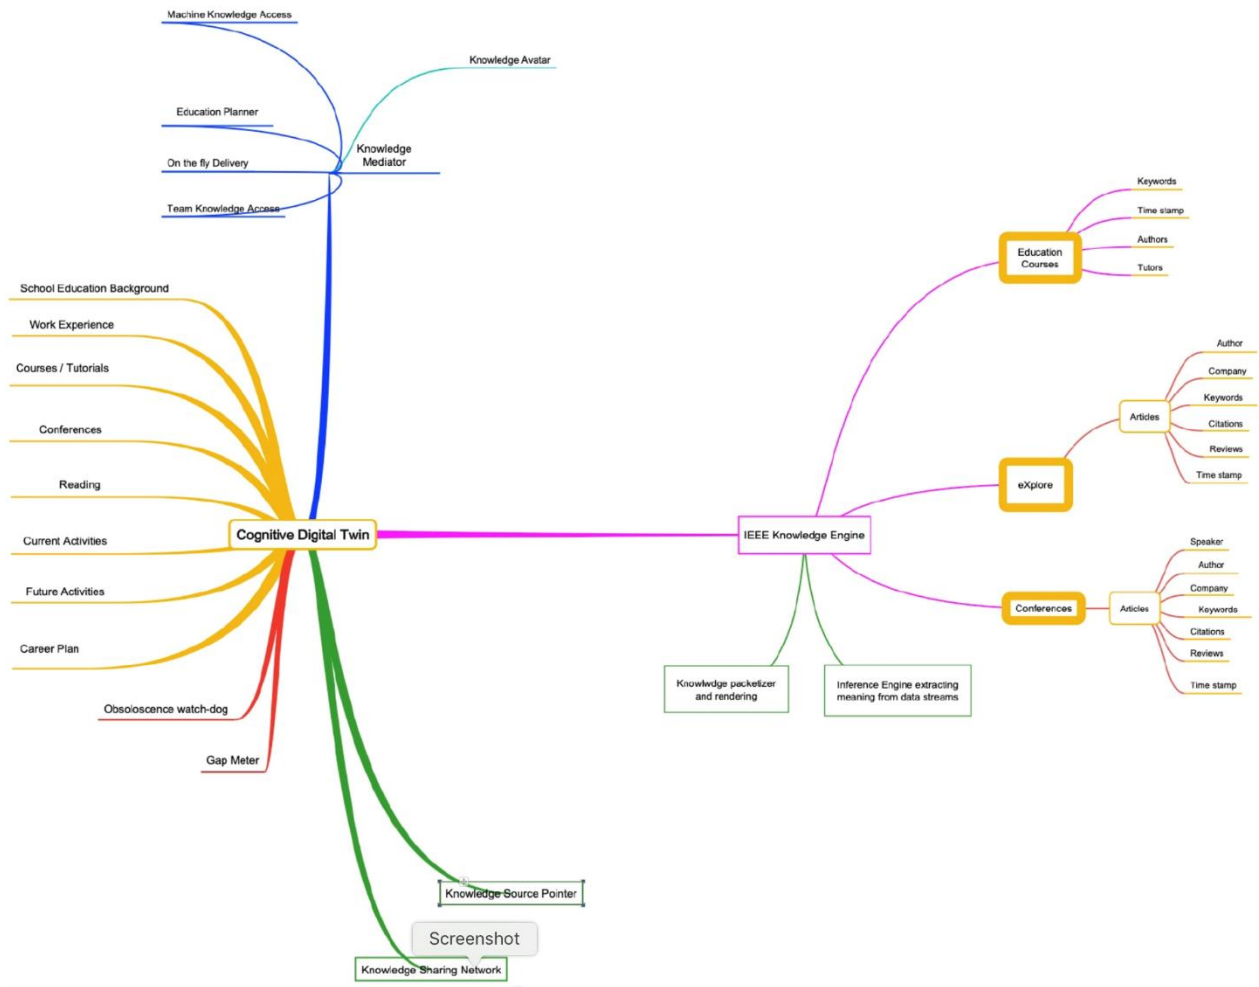 Machine Knowledge Access
Knowledge Avatar
Education Planner
Knowledge
Mediator
On the fly Delivery
Team Knowledge Access
School Education Background
Work Experience
Courses / Tutorials
Conferences
Reading
Current Activities
Future Activities
Career Plan
Cognitive Digital Twin
Obsoloscence watch-dog
Gap Meter
Knowledge Source Pointer
Screenshot
Knowledge Sharing Network
IEEE Knowledge Engine
Knowlwdge packetizer
and rendering
Inference Engine extracting
meaning from data streams
Education
Courses
Keywords
Time stamp
Authors
Tutors
eXplore
Articles
Author
Company
Keywords
Citations
Reviews
Time stamp
Conferences
Articles
Speaker
Author
Company
Keywords
Citations
Reviews
Time stamp